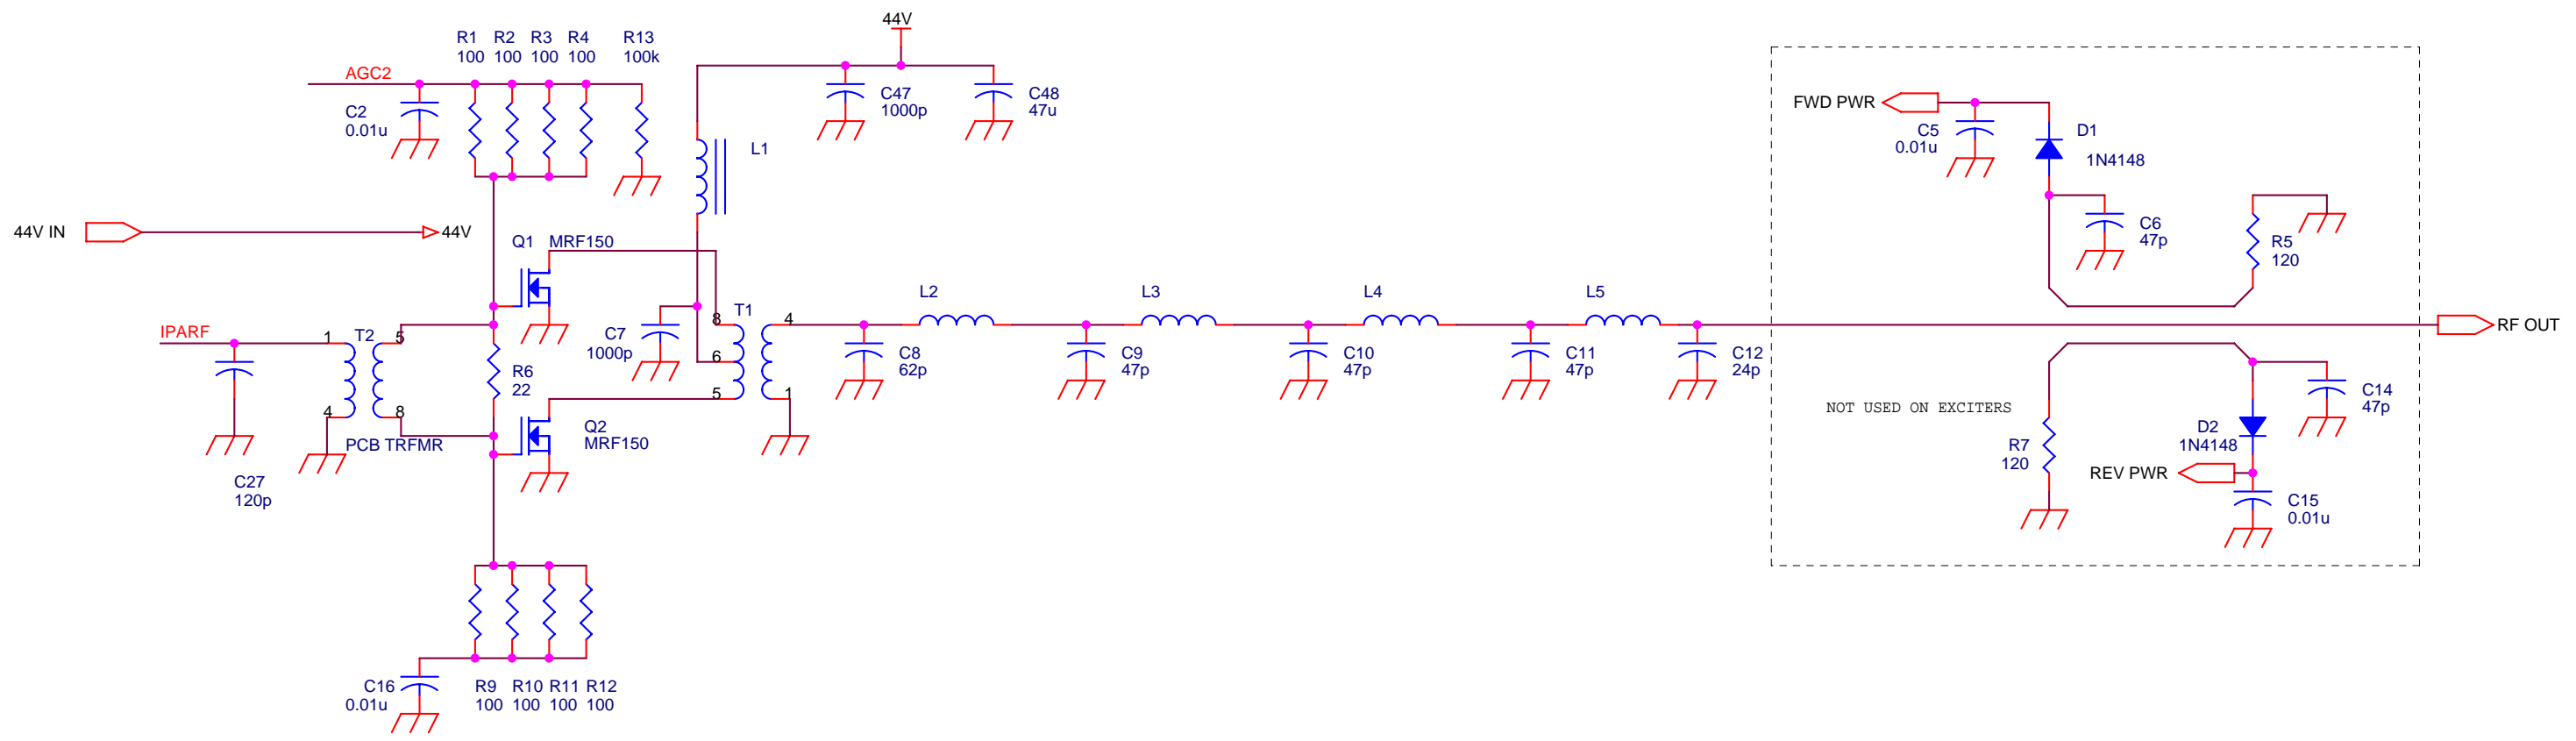 44V
R1 R2 R3 R4 R13
100 100 100 100 100k
AGC2
C2
0.01u
C47
1000p
C48
47u
L1
FWD PWR
C5
0.01u
D1
1N4148
C6
47p
R5
120
44V IN
44V
Q1 MRF150
IPARF
1
T2
5
4
8
PCB TRFMR
R6
22
C27
120p
C7
1000p
T1
8
6
5
4
1
Q2
MRF150
L2
L3
L4
L5
C8
62p
C9
47p
C10
47p
C11
47p
C12
24p
RF OUT
NOT USED ON EXCITERS
R7
120
C14
47p
D2
1N4148
REV PWR
C15
0.01u
C16
0.01u
R9 R10 R11 R12
100 100 100 100